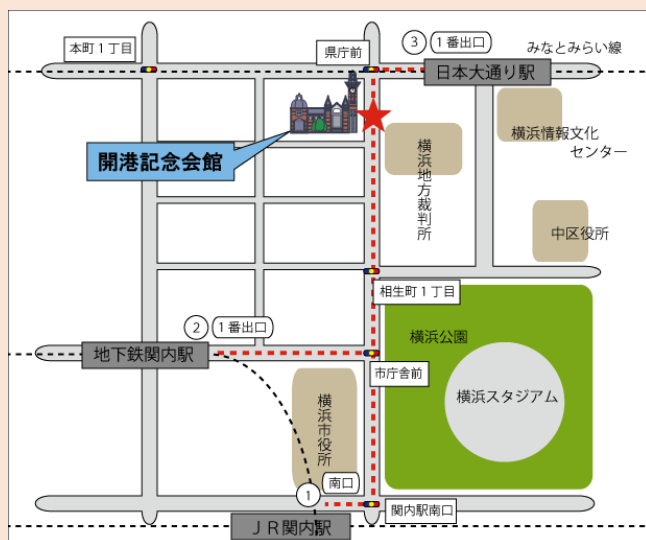 本町1丁目
県庁前
③
1番出口
みなとみらい線
日本大通り駅
開港記念会館
横浜地方裁判所
横浜情報文化
センター
中区役所
相生町1丁目
②
1番出口
地下鉄関内駅
市庁舎前
横浜公園
横浜スタジアム
横浜市役所
①
南口
関内駅南口
JR関内駅